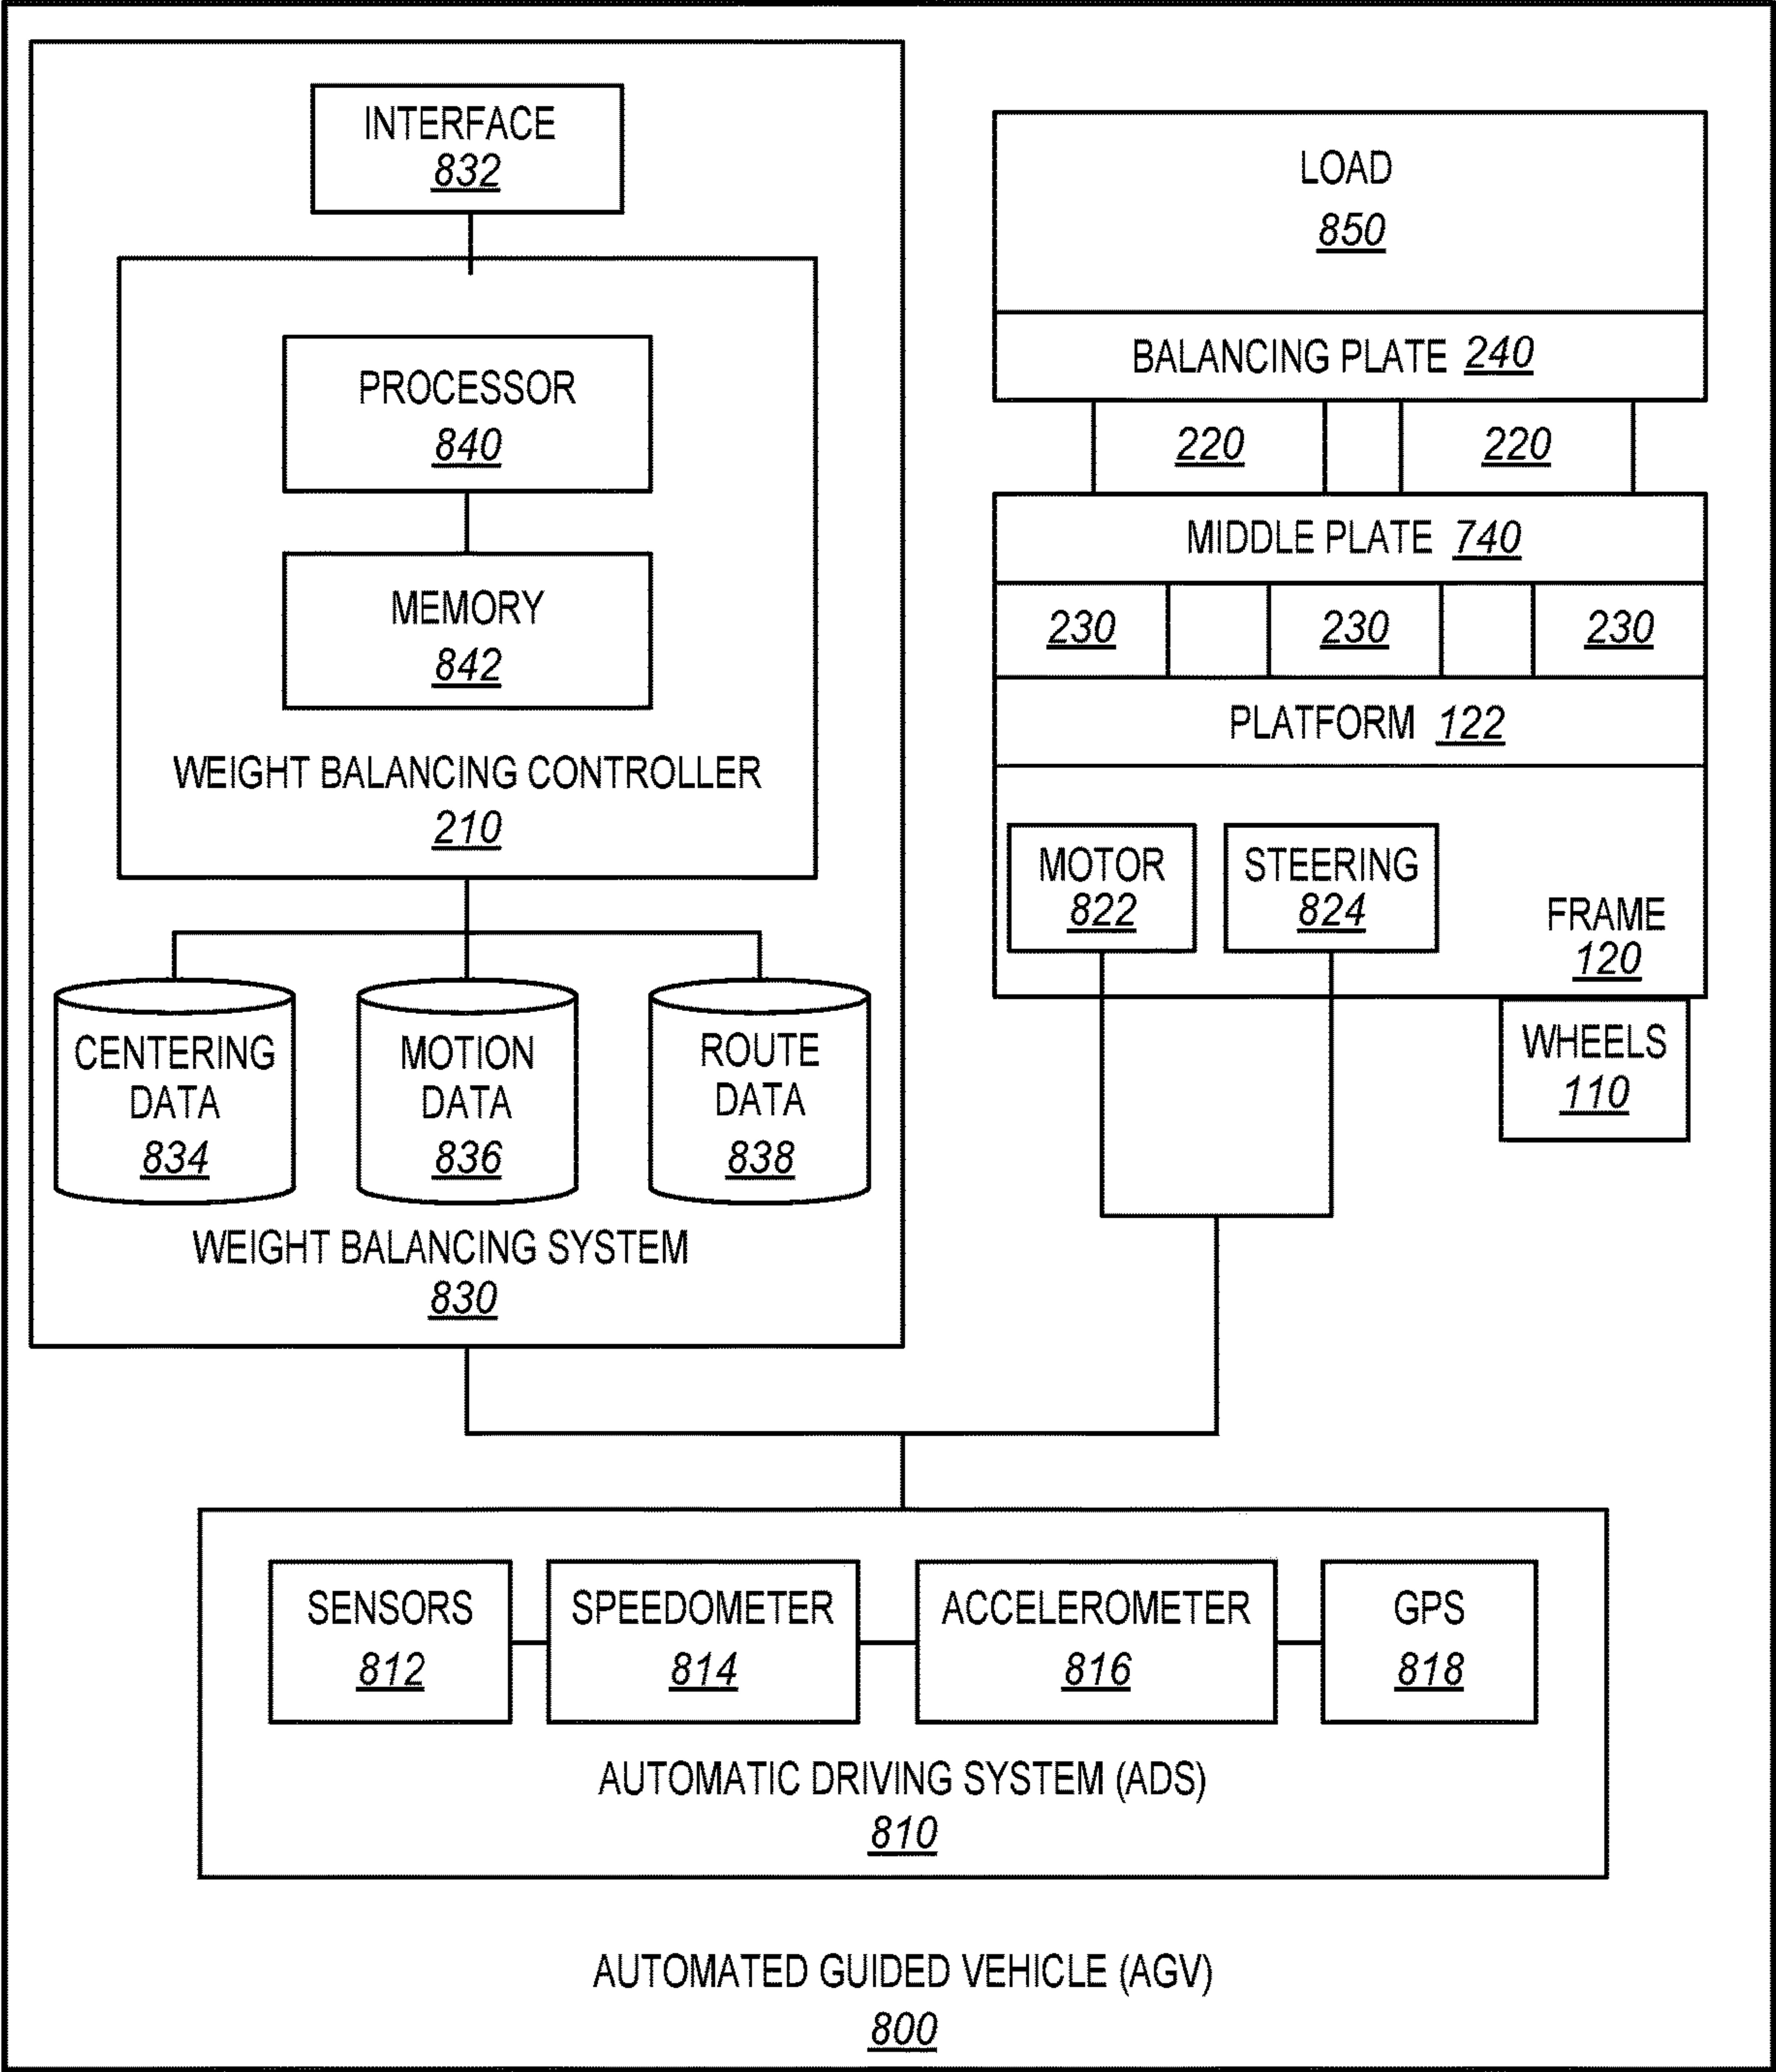 INTERFACE
832
PROCESSOR
840
MEMORY
842
WEIGHT BALANCING CONTROLLER
210
CENTERING
DATA
834
MOTION
DATA
836
ROUTE
DATA
838
WEIGHT BALANCING SYSTEM
830
LOAD
850
BALANCING PLATE 240
220 220
MIDDLE PLATE 740
230 230 230
PLATFORM 122
MOTOR
822
STEERING
824
FRAME
120
WHEELS
110
SENSORS
812
SPEEDOMETER
814
ACCELEROMETER
816
GPS
818
AUTOMATIC DRIVING SYSTEM (ADS)
810
AUTOMATED GUIDED VEHICLE (AGV)
800